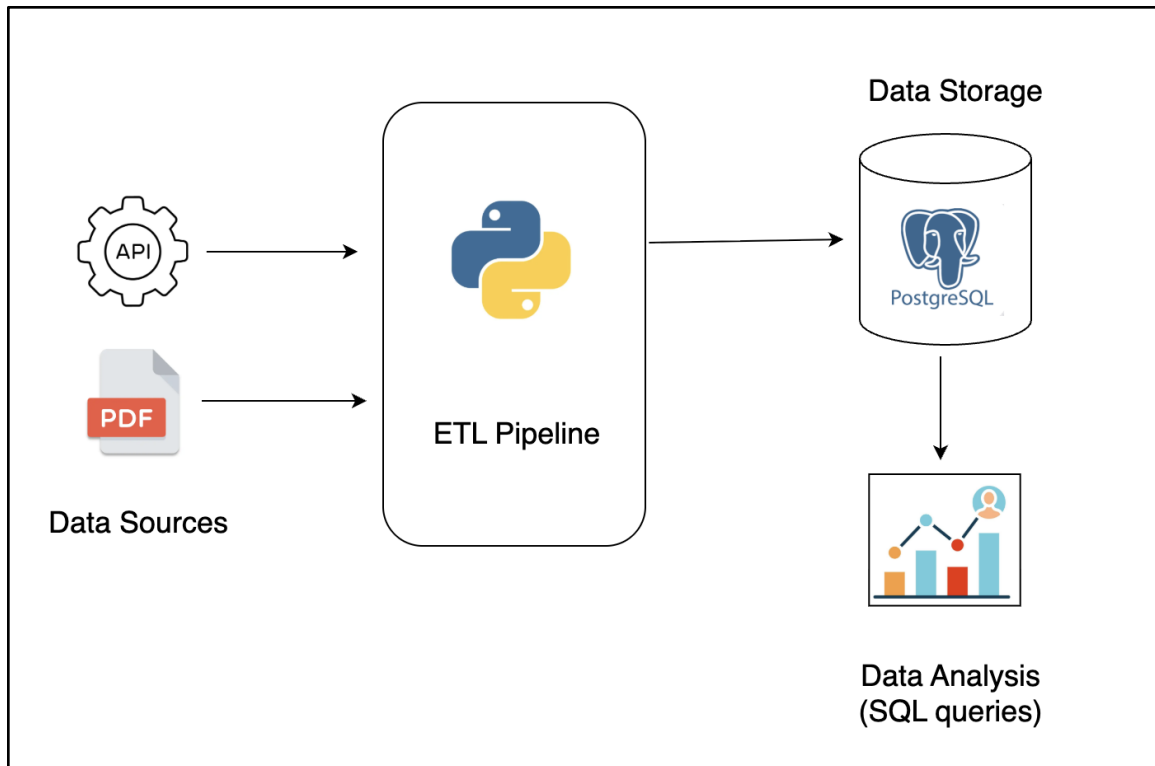 Data Storage
API
PostgreSQL
PDF
ETL Pipeline
Data Sources
Data Analysis
(SQL queries)